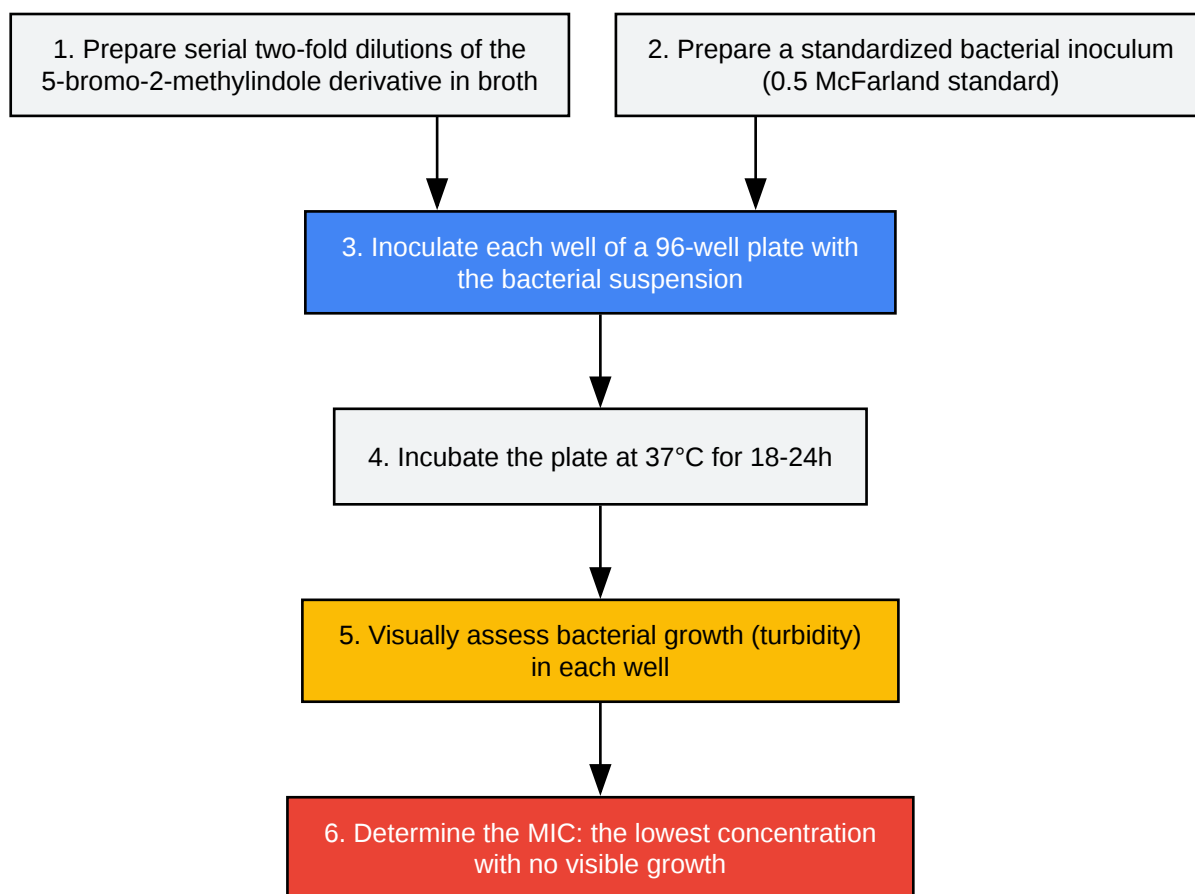 1. Prepare serial two-fold dilutions of the
5-bromo-2-methylindole derivative in broth
2. Prepare a standardized bacterial inoculum
(0.5 McFarland standard)
3. Inoculate each well of a 96-well plate with
the bacterial suspension
4. Incubate the plate at 37°C for 18-24h
5. Visually assess bacterial growth (turbidity)
in each well
6. Determine the MIC: the lowest concentration
with no visible growth